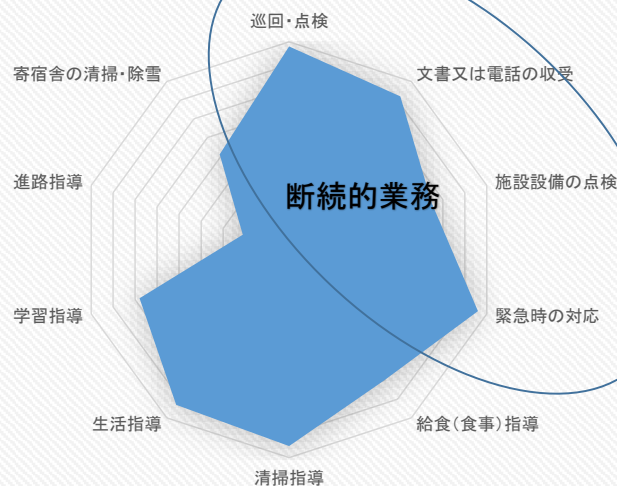 巡回・点検
文書又は電話の収受
施設設備の点検
緊急時の対応
給食(食事)指導
清掃指導
生活指導
学習指導
進路指導
寄宿舎の清掃・除雪
断続的業務